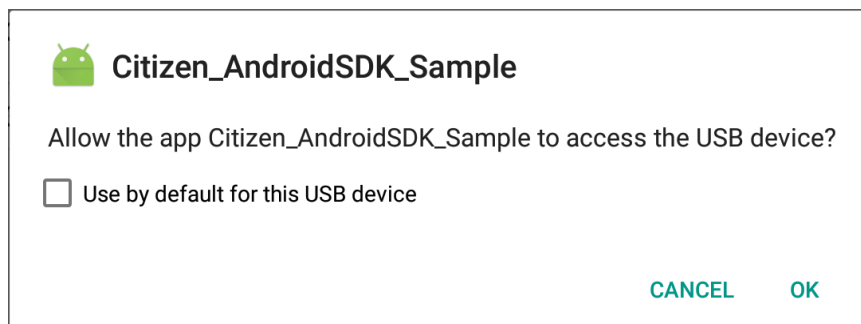 Citizen_AndroidSDK_Sample
Allow the app Citizen_AndroidSDK_Sample to access the USB device?
Use by default for this USB device
CANCEL OK